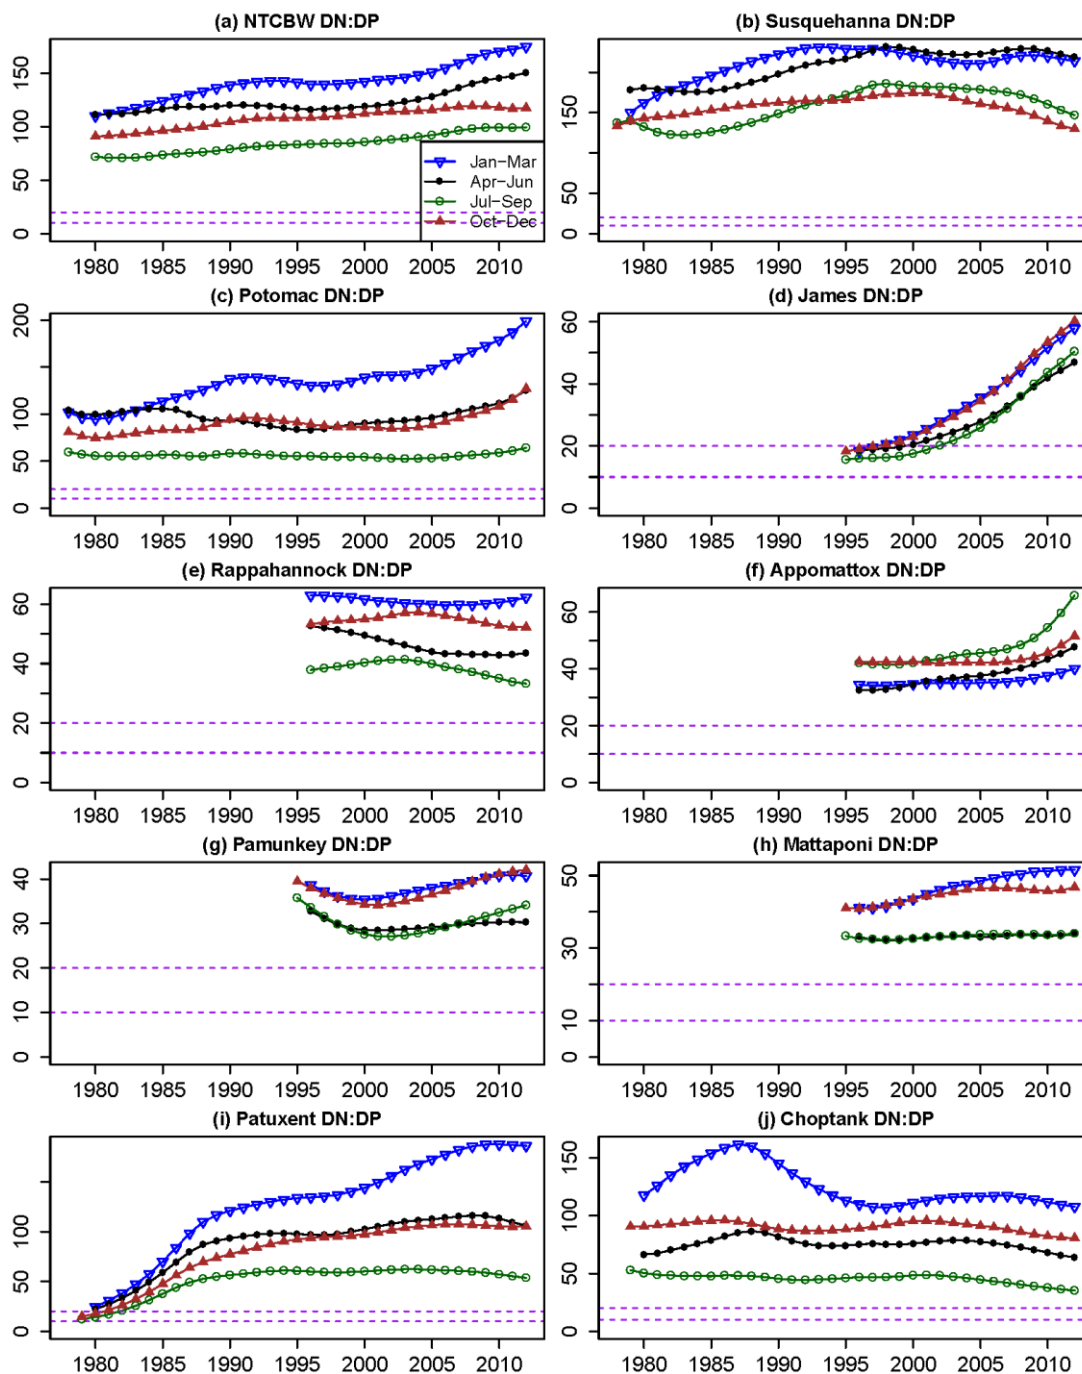 (a) NTCBW DN:DP
0 50 100 150
Jan-Mar
Apr-Jun
Jul-Sep
Oct-Dec
1980 1985 1990 1995 2000 2005 2010
(b) Susquehanna DN:DP
0 50 150
1980 1985 1990 1995 2000 2005 2010
(c) Potomac DN:DP
0 50 100 200
1980 1985 1990 1995 2000 2005 2010
(d) James DN:DP
0 20 40 60
1980 1985 1990 1995 2000 2005 2010
(e) Rappahannock DN:DP
0 20 40 60
1980 1985 1990 1995 2000 2005 2010
(f) Appomattox DN:DP
0 20 40 60
1980 1985 1990 1995 2000 2005 2010
(g) Pamunkey DN:DP
0 10 20 30 40
1980 1985 1990 1995 2000 2005 2010
(h) Mattaponi DN:DP
0 10 30 50
1980 1985 1990 1995 2000 2005 2010
(i) Patuxent DN:DP
0 50 100
1980 1985 1990 1995 2000 2005 2010
(j) Choptank DN:DP
0 50 100 150
1980 1985 1990 1995 2000 2005 2010